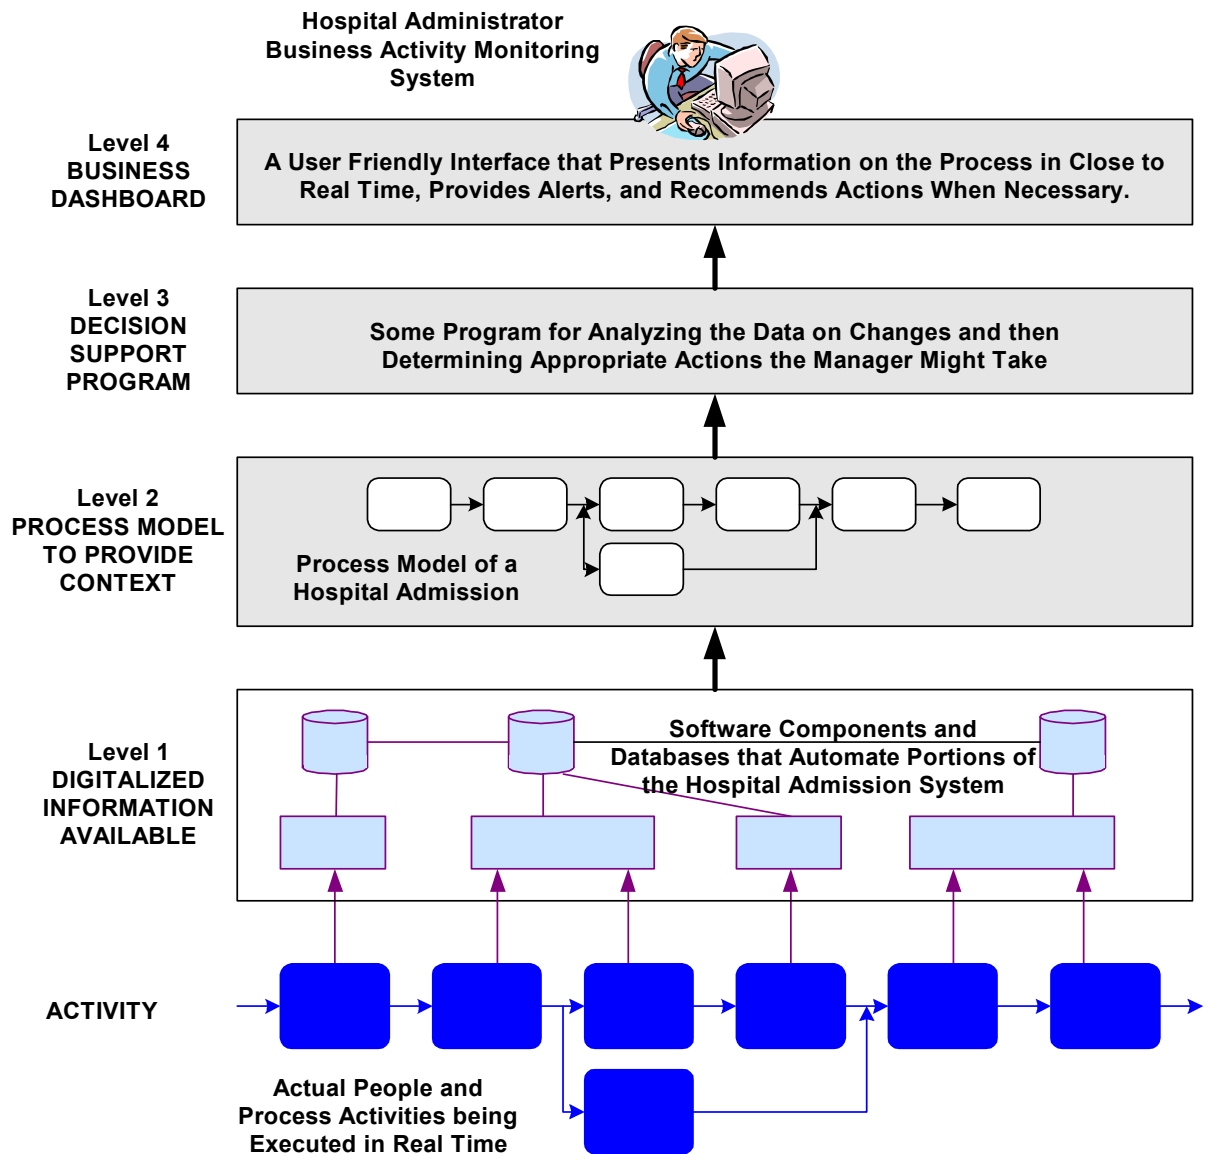 Hospital Administrator
Business Activity Monitoring
System
Level 4
BUSINESS
DASHBOARD
A User Friendly Interface that Presents Information on the Process in Close to
Real Time, Provides Alerts, and Recommends Actions When Necessary.
Level 3
DECISION
SUPPORT
PROGRAM
Some Program for Analyzing the Data on Changes and then
Determining Appropriate Actions the Manager Might Take
Level 2
PROCESS MODEL
TO PROVIDE
CONTEXT
Process Model of a
Hospital Admission
Level 1
DIGITALIZED
INFORMATION
AVAILABLE
Software Components and
Databases that Automate Portions of
the Hospital Admission System
ACTIVITY
Actual People and
Process Activities being
Executed in Real Time